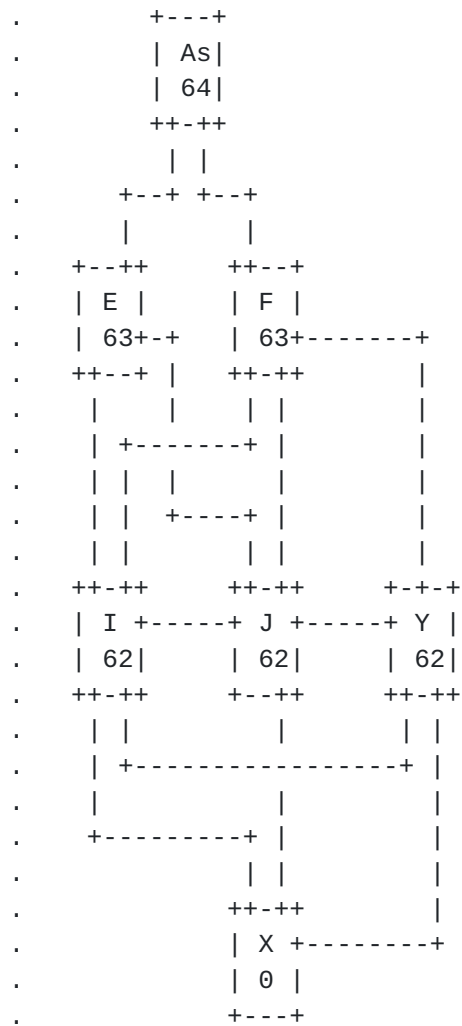 .         +---+
.         | As|
.         | 64|
.         ++-++
.          | |
.       +--+ +--+
.       |       |
.    +--++     ++--+
.    | E |     | F |
.    | 63+-+   | 63+-------+
.    ++--+ |   ++-++       |
.     |    |    | |        |
.     | +-------+ |        |
.     | |  |      |        |
.     | |  +----+ |        |
.     | |       | |        |
.    ++-++     ++-++     +-+-+
.    | I +-----+ J +-----+ Y |
.    | 62|     | 62|     | 62|
.    ++-++     +--++     ++-++
.     | |         |       | |
.     | +-----------------+ |
.     |           |         |
.     +---------+ |         |
.               | |         |
.              ++-++        |
.              | X +--------+
.              | 0 |
.              +---+